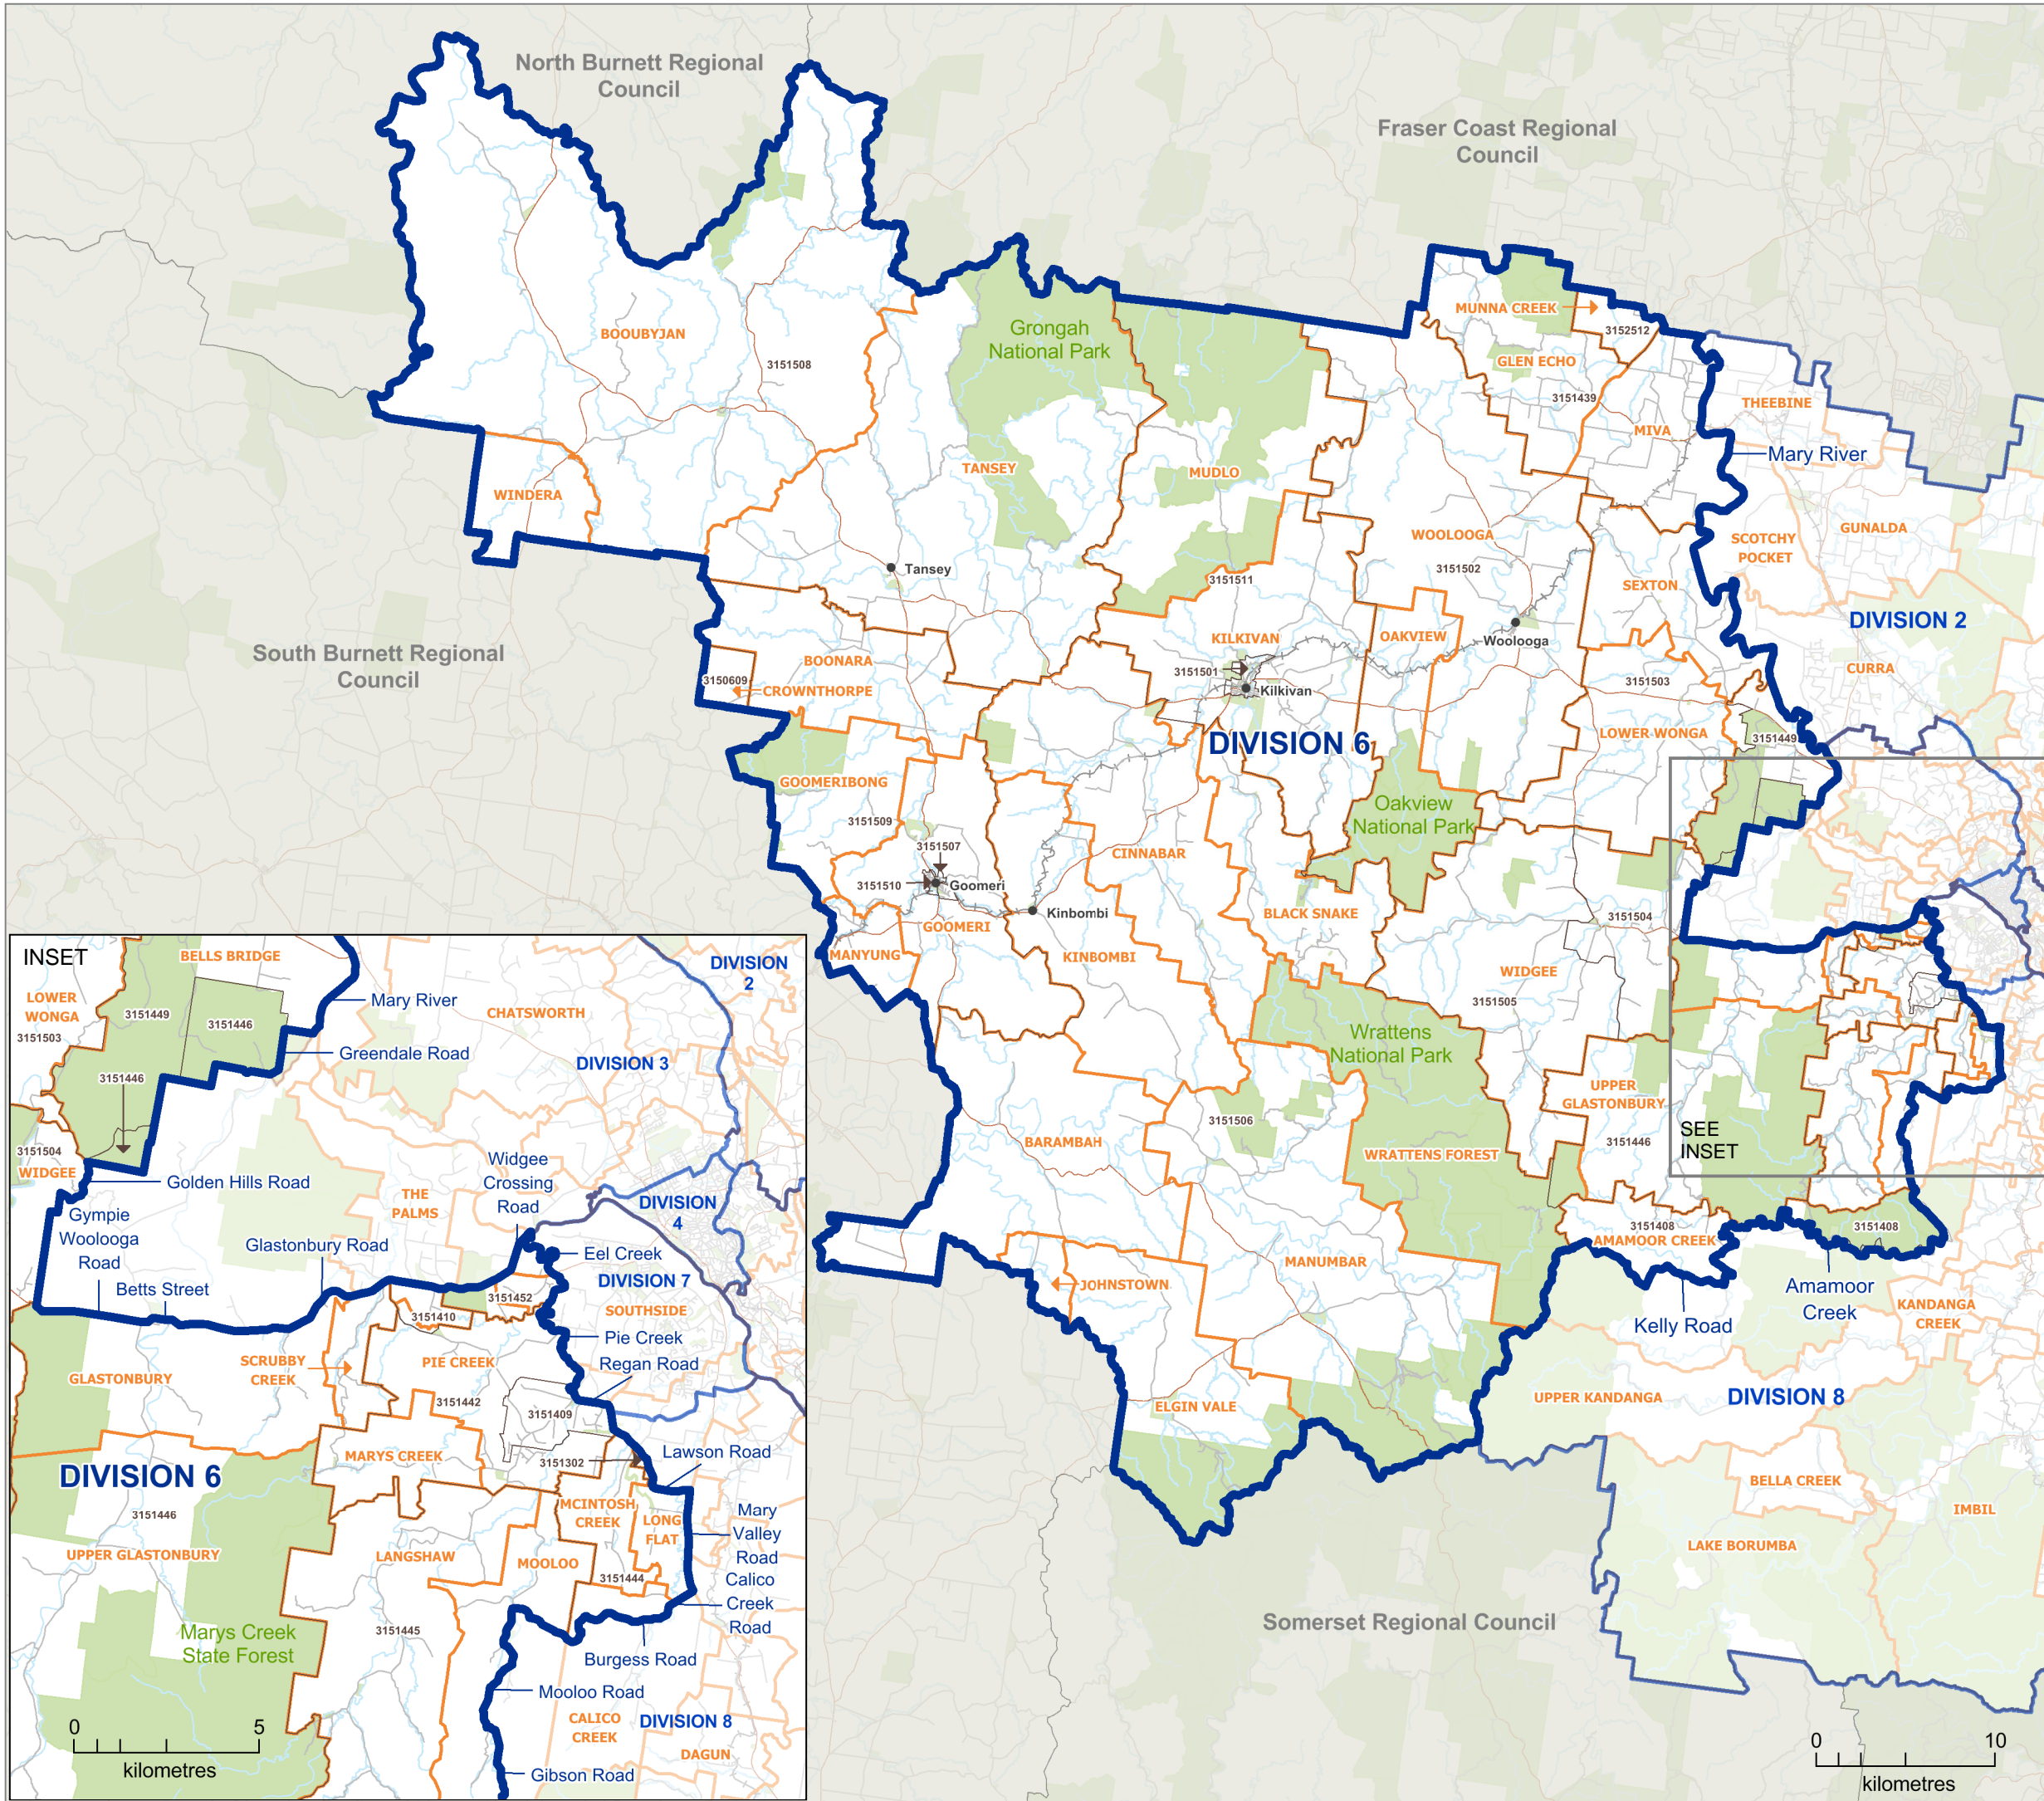 North Burnett Regional
Council
Fraser Coast Regional
Council
MUNNA CREEK
3152512
Grongah
National Park
BOOUBYJAN
3151508
GLEN ECHO
3151439
THEEBINE
MIVA
Mary River
TANSEY
MUDLO
WINDERA
GUNALDA
WOOLOOGA
SCOTCHY
POCKET
Tansey
3151511
3151502
SEXTON
DIVISION 2
Woolooga
KILKIVAN
OAKVIEW
South Burnett Regional
Council
BOONARA
3150609
CROWNTHORPE
3151501
Kilkivan
CURRA
3151503
LOWER WONGA
3151449
DIVISION 6
GOOMERIBONG
Oakview
National Park
3151509
3151507
CINNABAR
3151510
Goomeri
Kinbombi
BLACK SNAKE
3151504
GOOMERI
MANYUNG
KINBOMBI
WIDGEE
3151505
Wrattens
National Park
UPPER
GLASTONBURY
3151506
BARAMBAH
WRATTENS FOREST
3151446
SEE
INSET
3151408
AMAMOOR CREEK
3151408
MANUMBAR
JOHNSTOWN
Amamoor
Creek
KANDANGA
CREEK
Kelly Road
ELGIN VALE
UPPER KANDANGA
DIVISION 8
BELLA CREEK
IMBIL
LAKE BORUMBA
Somerset Regional Council
0 10
kilometres
INSET
BELLS BRIDGE
DIVISION
2
LOWER
WONGA
3151503
3151449
3151446
Mary River
CHATSWORTH
Greendale Road
DIVISION 3
3151446
3151504
WIDGEE
Golden Hills Road
Widgee
Crossing
Road
THE
PALMS
DIVISION
4
Gympie
Woolooga
Road
Glastonbury Road
Betts Street
Eel Creek
DIVISION 7
3151452
SOUTHSIDE
3151410
Pie Creek
SCRUBBY
CREEK
PIE CREEK
Regan Road
GLASTONBURY
3151442
3151409
MARYS CREEK
3151302
Lawson Road
DIVISION 6
3151446
MCINTOSH
CREEK
LONG
FLAT
Mary
Valley
Road
UPPER GLASTONBURY
LANGSHAW
MOOLOO
3151444
Calico
Creek
Road
Marys Creek
State Forest
3151445
Burgess Road
Mooloo Road
CALICO
CREEK
DIVISION 8
DAGUN
Gibson Road
0 5
kilometres